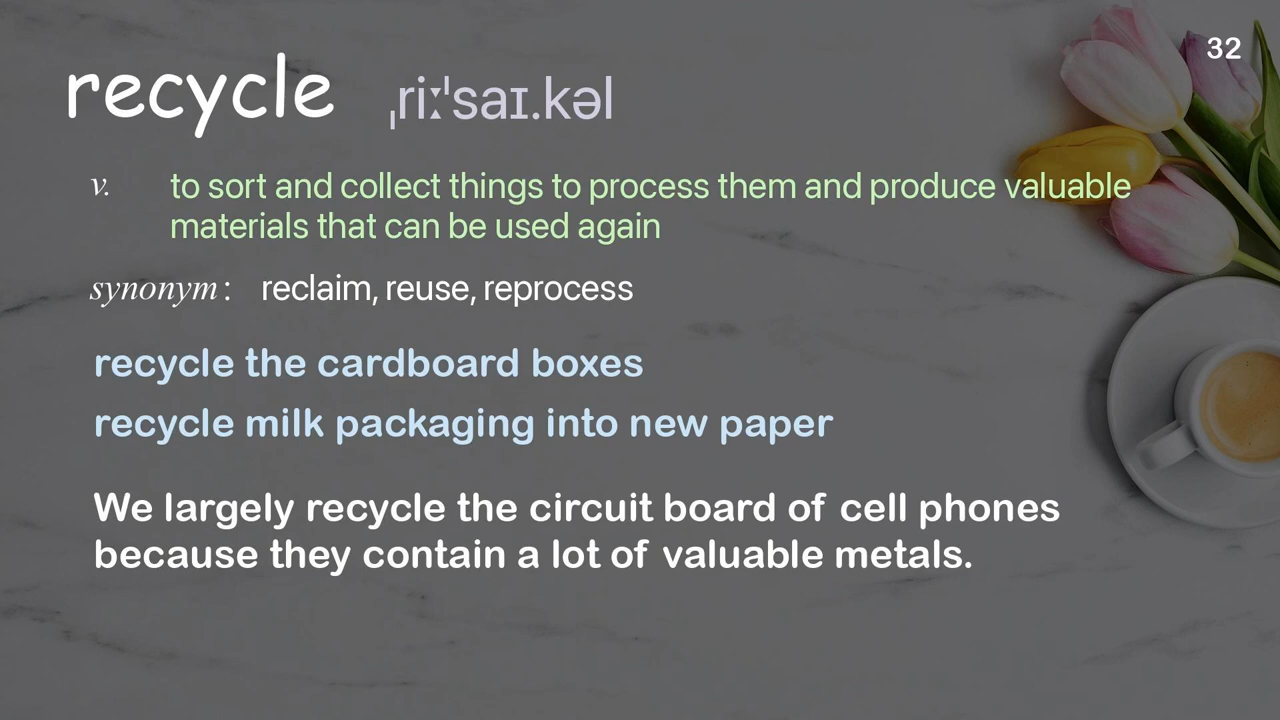 32
recycle ˌriːˈsaɪ.kəl
v. to sort and collect things to process them and produce valuable
materials that can be used again
synonym: reclaim, reuse, reprocess
recycle the cardboard boxes
recycle milk packaging into new paper
We largely recycle the circuit board of cell phones
because they contain a lot of valuable metals.